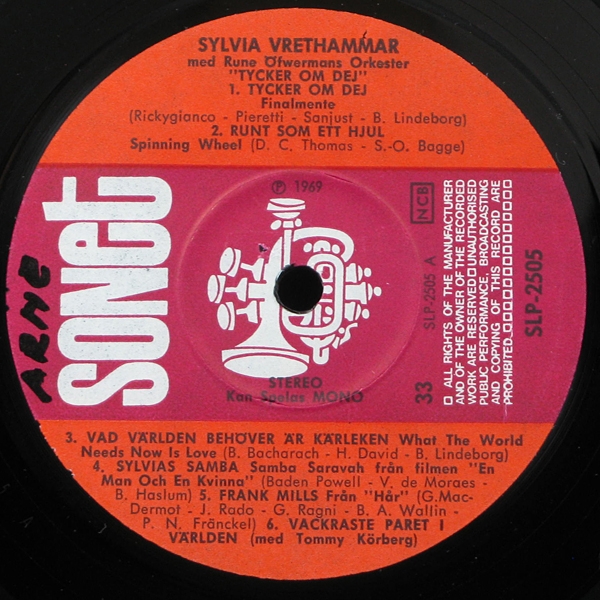 SYLVIA VRETHAMMAR
med Rune Öfwermans Orkester
"TYCKER OM DEJ"
1. TYCKER OM DEJ
Finalmente
(Rickygianco - Pieretti - Sanjust - B. Lindeborg)
2. RUNT SOM ETT HJUL
Spinning Wheel (D. C. Thomas - S.-O. Bagge)
ARNE
SONET
Ⓟ 1969
STEREO
Kan Spelas MONO
NCB
SLP-2505 A
33
ALL RIGHTS OF THE MANUFACTURER
AND OF THE OWNER OF THE RECORDED
WORK ARE RESERVED UNAUTHORISED
PUBLIC PERFORMANCE, BROADCASTING
AND COPYING OF THIS RECORD ARE
PROHIBITED
SLP-2505
3. VAD VÄRLDEN BEHÖVER ÄR KÄRLEKEN What The World
Needs Now Is Love (B. Bacharach - H. David - B. Lindeborg)
4. SYLVIAS SAMBA Samba Saravah från filmen "En
Man Och En Kvinna" (Baden Powell - V. de Moraes -
B. Haslum) 5. FRANK MILLS Från "Hår" (G. Mac-
Dermot - J. Rado - G. Ragni - B. A. Wallin -
P. N. Fränckel) 6. VACKRASTE PARET I
VÄRLDEN (med Tommy Körberg)